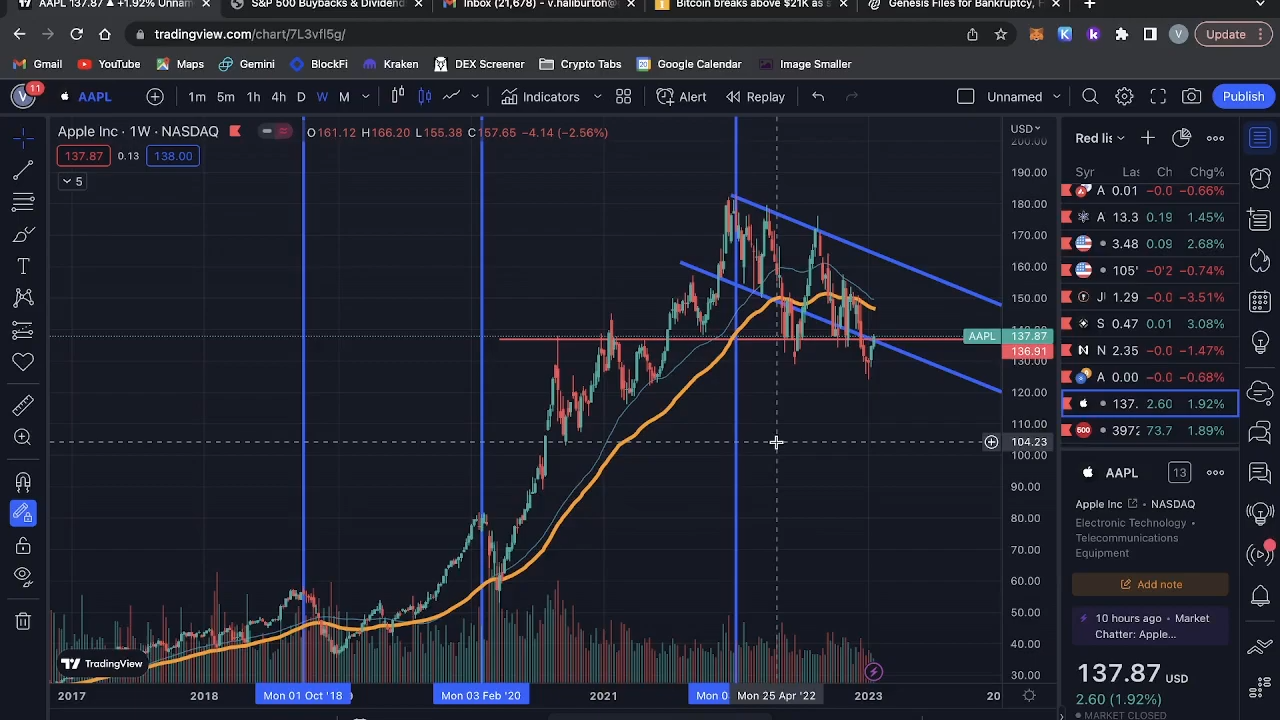 AAPL 137.87 ▲ +1.92% Unnam
S&P 500 Buybacks & Dividend
Inbox (21,678) - v.haliburton@
Bitcoin breaks above $21K as s
Genesis Files for Bankruptcy,
tradingview.com/chart/7L3vfl5g/
V
Update
Gmail
YouTube
Maps
Gemini
BlockFi
Kraken
DEX Screener
Crypto Tabs
Google Calendar
Image Smaller
V
11
AAPL
1m 5m 1h 4h D W M
Indicators
Alert
Replay
Unnamed
Publish
Apple Inc · 1W · NASDAQ
O161.12 H166.20 L155.38 C157.65 −4.14 (−2.56%)
137.87 0.13 138.00
5
USD
200.00
190.00
180.00
170.00
160.00
150.00
AAPL 137.87
136.91
130.00
120.00
110.00
104.23
100.00
90.00
80.00
70.00
60.00
50.00
40.00
30.00
TradingView
2017
2018
Mon 01 Oct '18
Mon 03 Feb '20
2021
Mon 0
Mon 25 Apr '22
2023
20
Red lis
Syr Las Ch Chg%
A 0.01 −0.0 −0.66%
A 13.3 0.19 1.45%
3.48 0.09 2.68%
105' −0'2 −0.74%
JI 1.29 −0.0 −3.51%
S 0.47 0.01 3.08%
N 2.35 −0.0 −1.47%
A 0.00 −0.0 −0.68%
137. 2.60 1.92%
500 3972 73.7 1.89%
AAPL
13
Apple Inc · NASDAQ
Electronic Technology ·
Telecommunications
Equipment
Add note
10 hours ago · Market
Chatter: Apple...
137.87 USD
2.60 (1.92%)
MARKET CLOSED